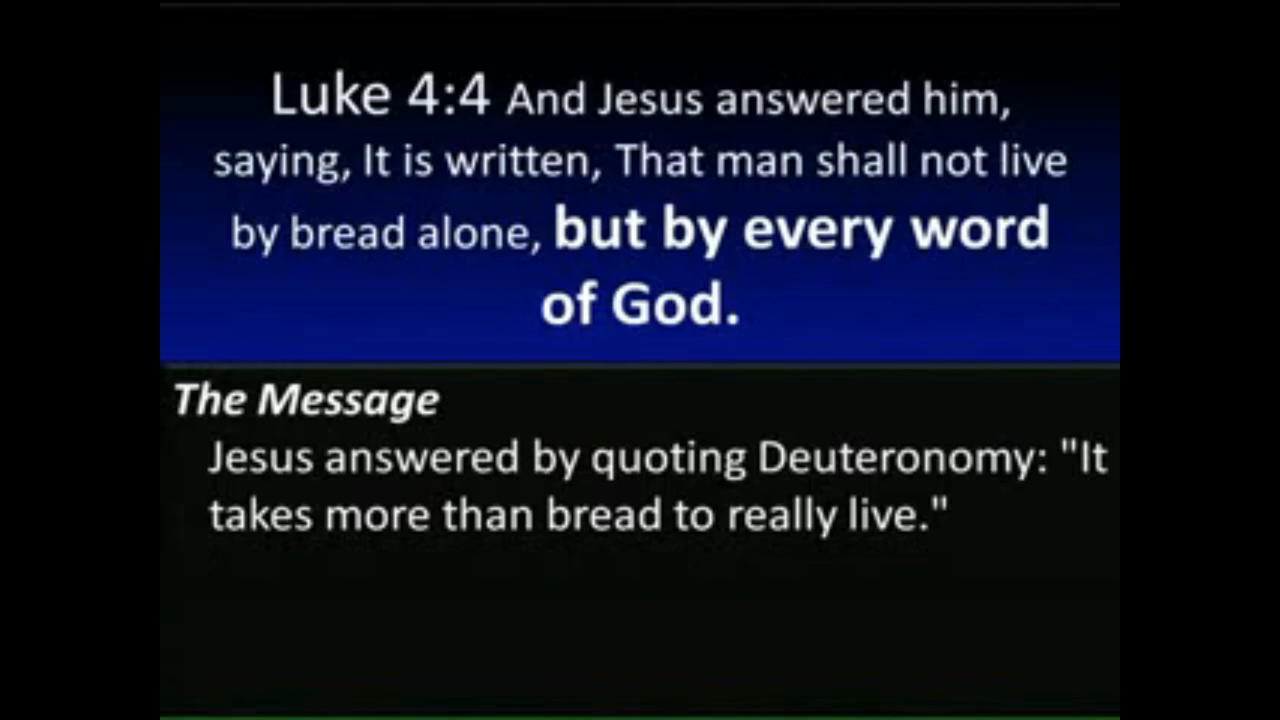 Luke 4:4 And Jesus answered him,
saying, It is written, That man shall not live
by bread alone, but by every word
of God.
The Message
Jesus answered by quoting Deuteronomy: "It
takes more than bread to really live."